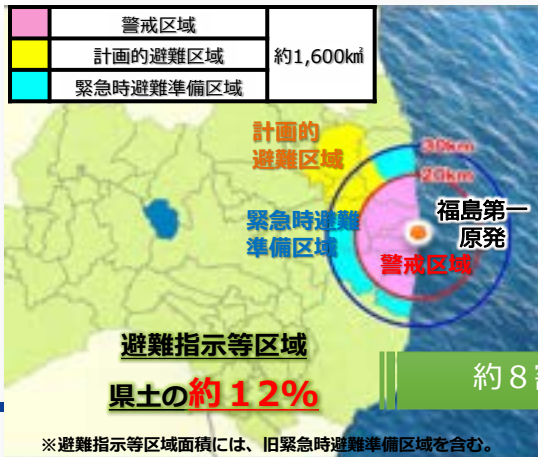 警戒区域
計画的避難区域
緊急時避難準備区域
約1,600㎢
計画的
避難区域
30km
20km
緊急時避難
準備区域
福島第一
原発
警戒区域
避難指示等区域
県土の約12%
約8
※避難指示等区域面積には、旧緊急時避難準備区域を含む。